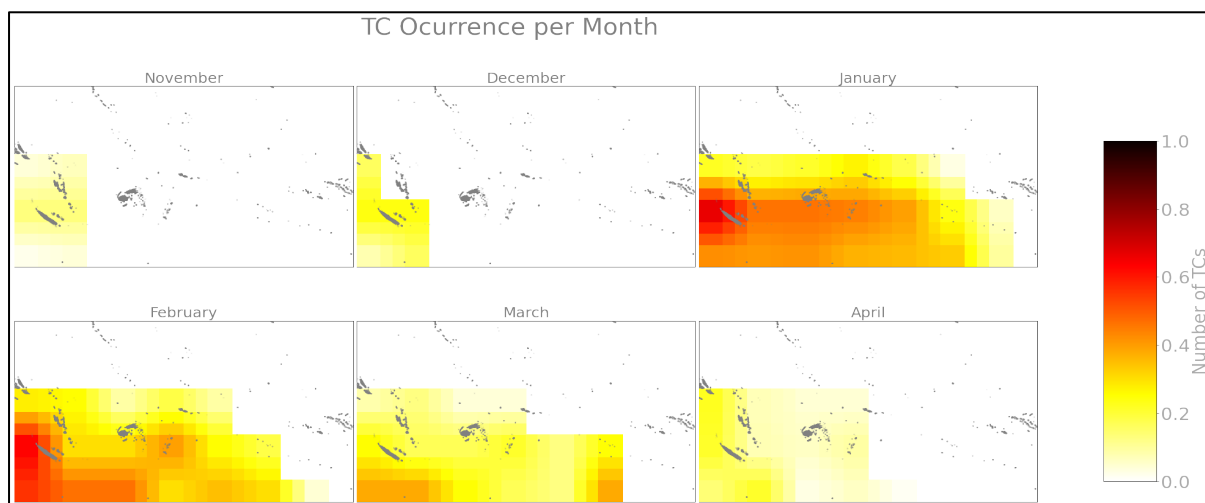 TC Ocurrence per Month
November
December
January
February
March
April
1.0
0.8
0.6
0.4
0.2
0.0
Number of TCs